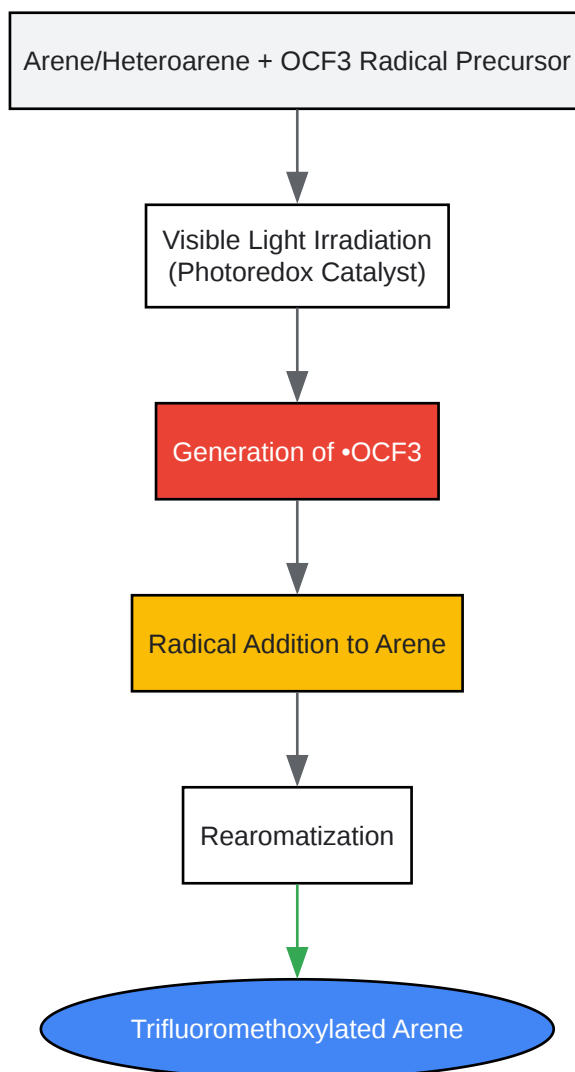 Arene/Heteroarene + OCF3 Radical Precursor
Visible Light Irradiation
(Photoredox Catalyst)
Generation of •OCF3
Radical Addition to Arene
Rearomatization
Trifluoromethoxylated Arene